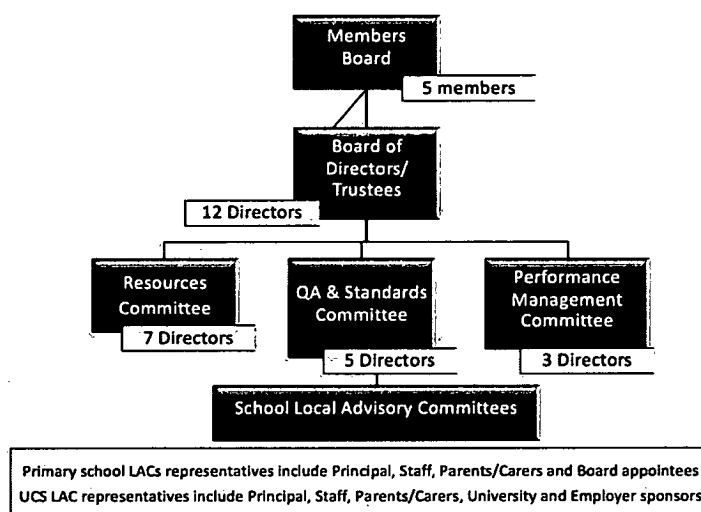 Members
Board
5 members
Board of
Directors/
Trustees
12 Directors
Resources
Committee
7 Directors
QA & Standards
Committee
5 Directors
Performance
Management
Committee
3 Directors
School Local Advisory Committees
Primary school LACs representatives include Principal, Staff, Parents/Carers and Board appointees
UCS LAC representatives include Principal, Staff, Parents/Carers, University and Employer sponsors